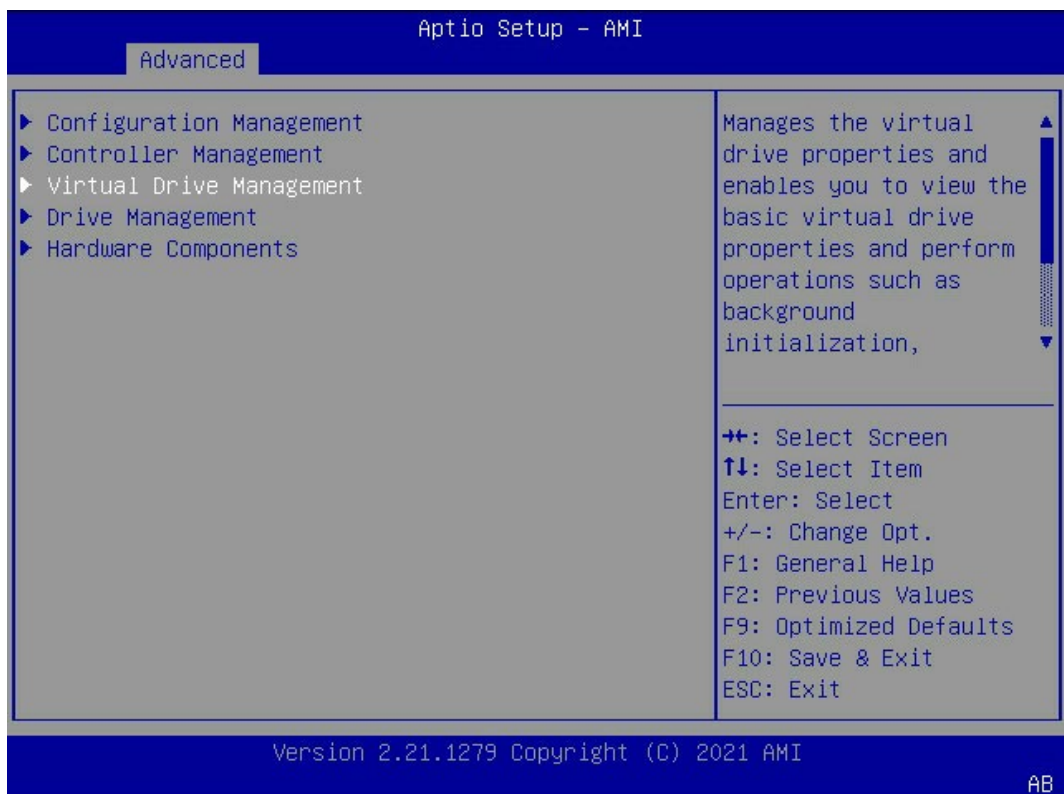 Aptio Setup – AMI
Advanced
Configuration Management
Controller Management
Virtual Drive Management
Drive Management
Hardware Components
Manages the virtual
drive properties and
enables you to view the
basic virtual drive
properties and perform
operations such as
background
initialization,
→←: Select Screen
↑↓: Select Item
Enter: Select
+/-: Change Opt.
F1: General Help
F2: Previous Values
F9: Optimized Defaults
F10: Save & Exit
ESC: Exit
Version 2.21.1279 Copyright (C) 2021 AMI
AB